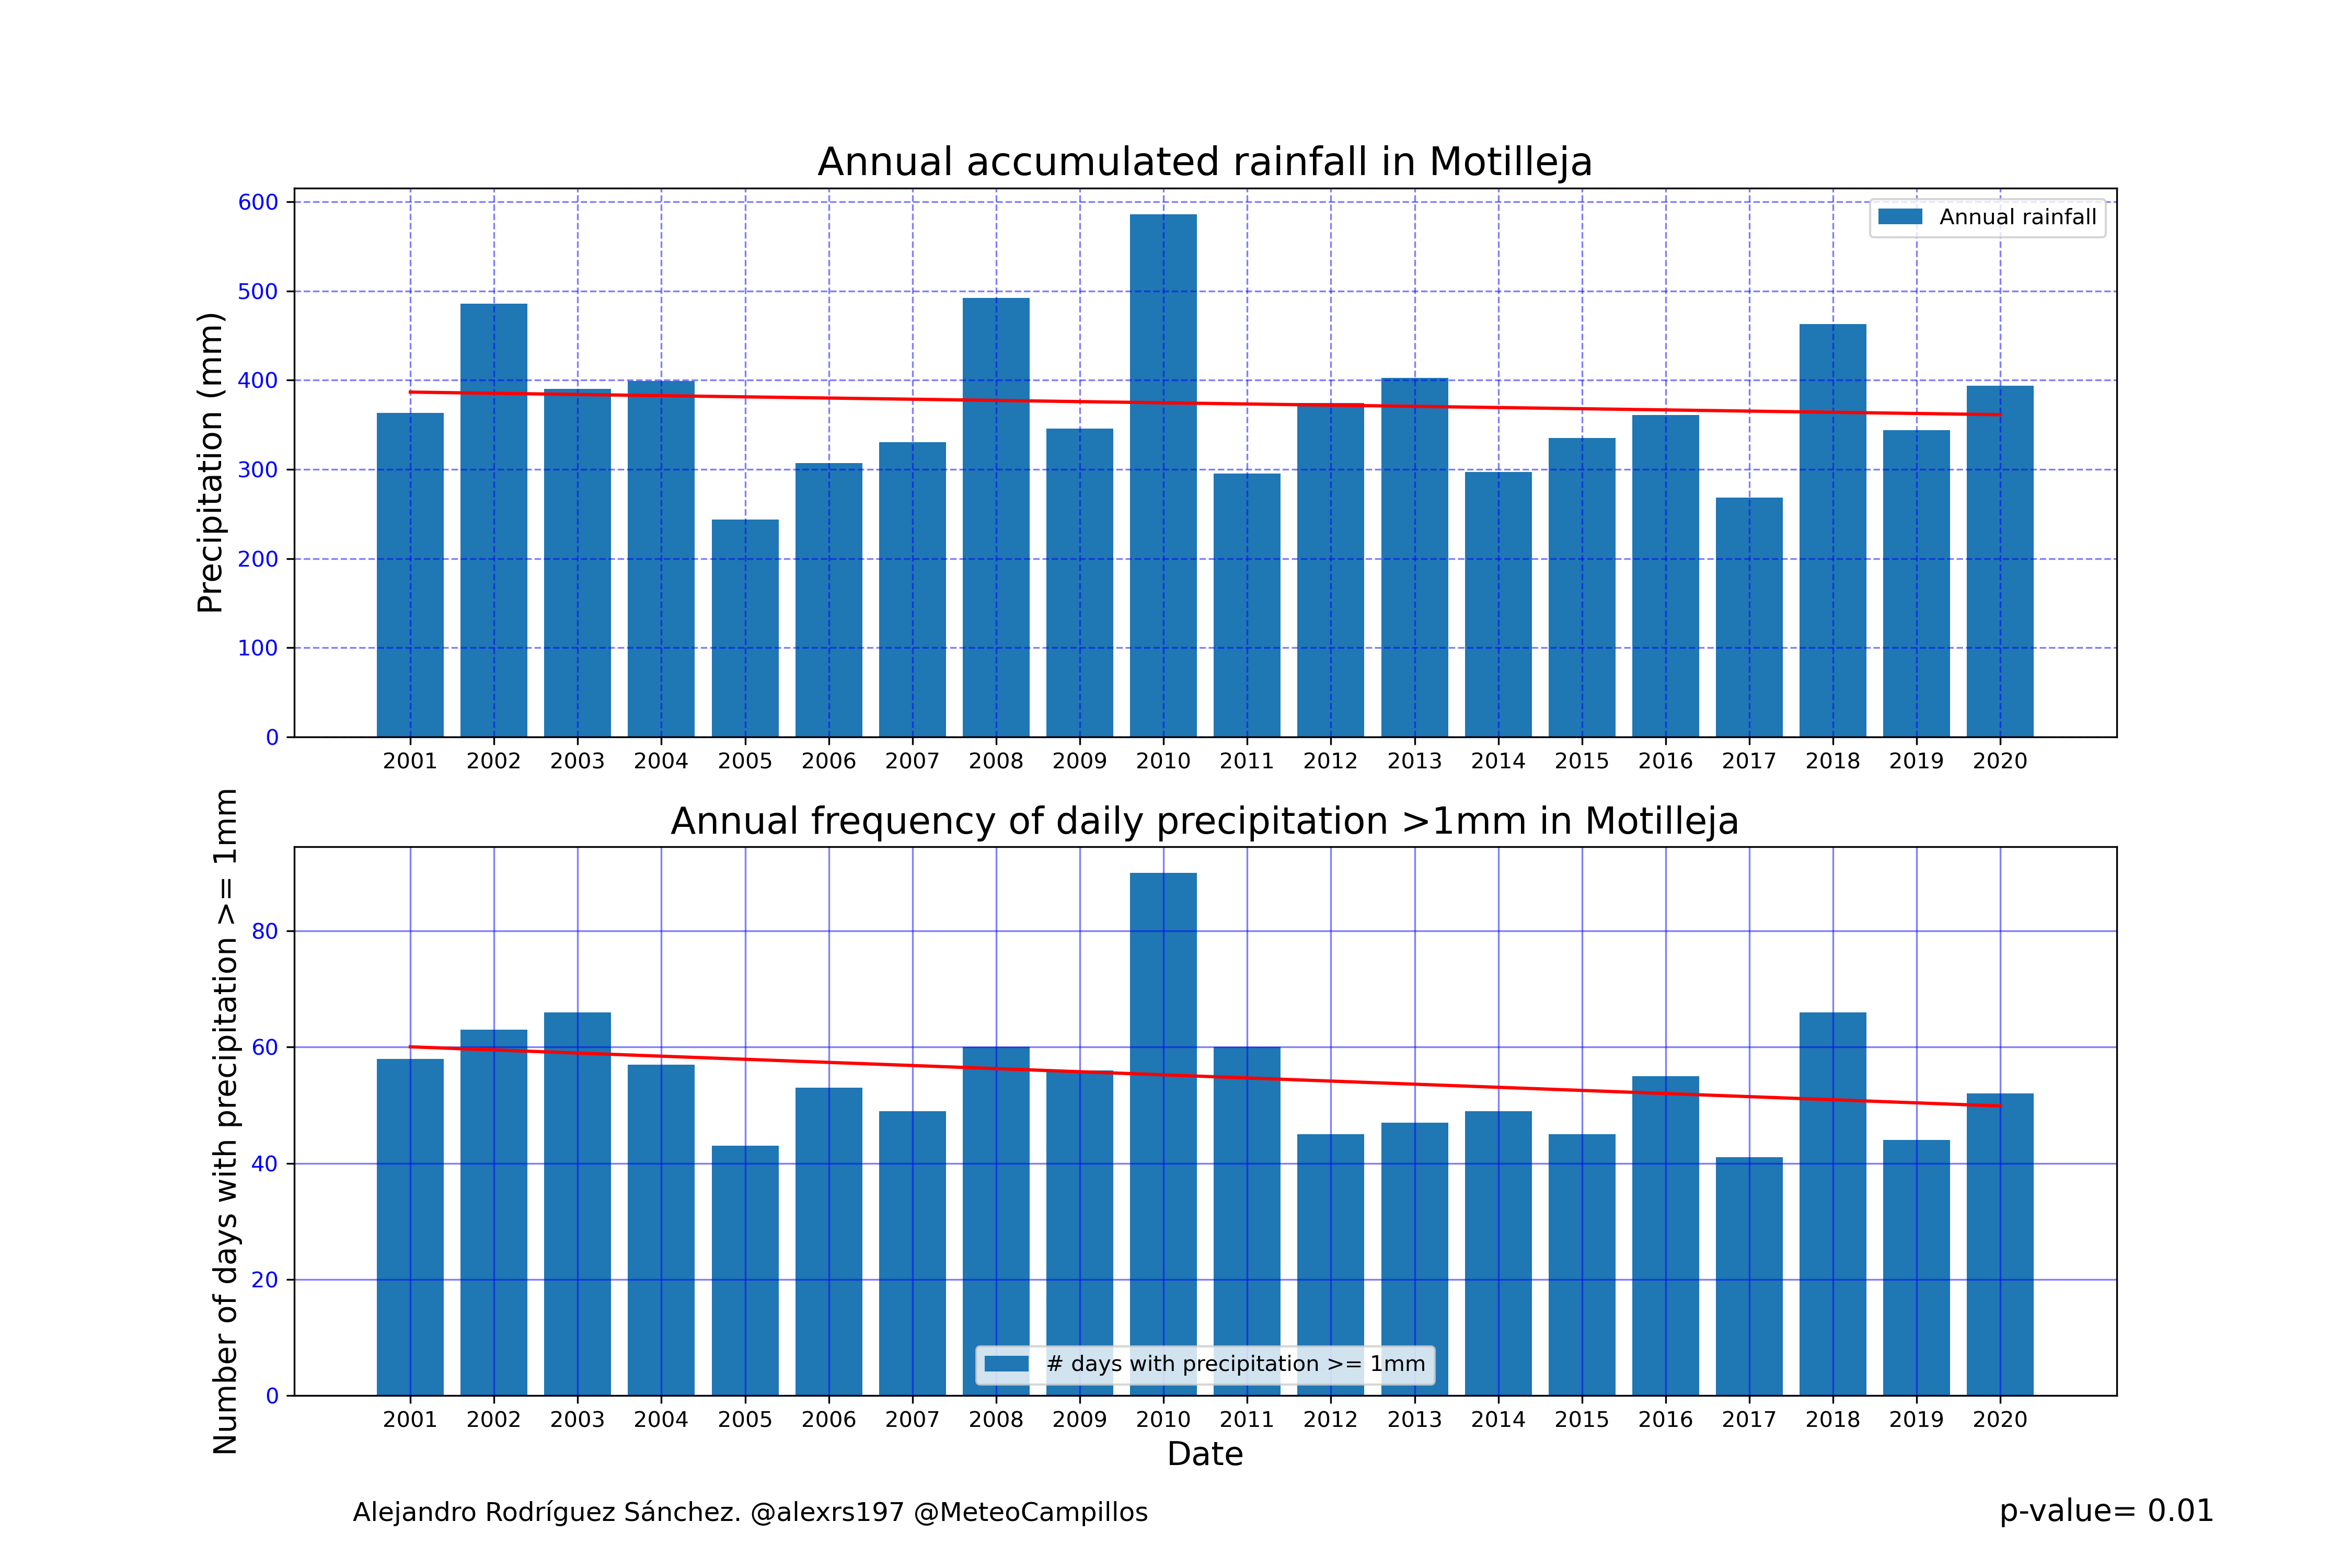 Annual accumulated rainfall in Motilleja
Precipitation (mm)
600
500
400
300
200
100
0
Annual rainfall
2001 2002 2003 2004 2005 2006 2007 2008 2009 2010 2011 2012 2013 2014 2015 2016 2017 2018 2019 2020
Annual frequency of daily precipitation >1mm in Motilleja
Number of days with precipitation >= 1mm
80
60
40
20
0
# days with precipitation >= 1mm
2001 2002 2003 2004 2005 2006 2007 2008 2009 2010 2011 2012 2013 2014 2015 2016 2017 2018 2019 2020
Date
Alejandro Rodríguez Sánchez. @alexrs197 @MeteoCampillos
p-value= 0.01